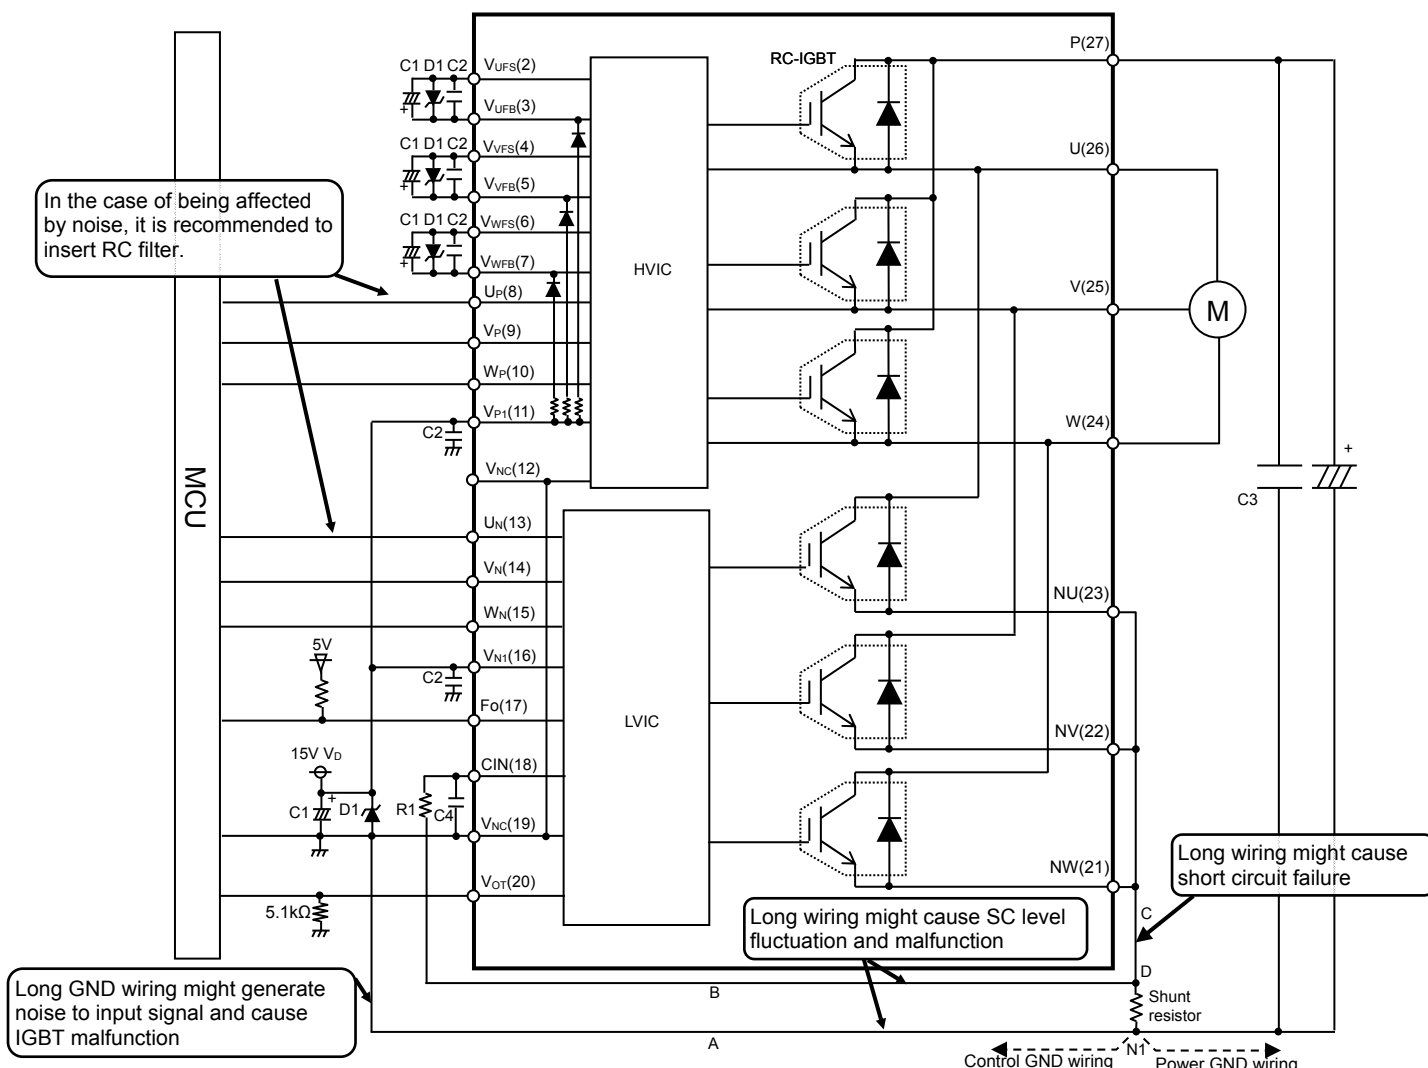 P(27)
RC-IGBT
C1 D1 C2
VUFS(2)
+
VUFB(3)
C1 D1 C2
VVFS(4)
U(26)
+
VVFB(5)
In the case of being affected
by noise, it is recommended to
insert RC filter.
C1 D1 C2
VWFS(6)
+
VWFB(7)
HVIC
UP(8)
V(25)
M
VP(9)
WP(10)
VP1(11)
W(24)
C2
MCU
VNC(12)
+
C3
UN(13)
VN(14)
NU(23)
WN(15)
5V
VN1(16)
C2
Fo(17)
LVIC
NV(22)
15V VD
CIN(18)
+
C1
D1
R1
C4
VNC(19)
Long wiring might cause
short circuit failure
NW(21)
VOT(20)
5.1kΩ
Long wiring might cause SC level
fluctuation and malfunction
C
D
Long GND wiring might generate
noise to input signal and cause
IGBT malfunction
B
Shunt
resistor
A
N1
Control GND wiring
Power GND wiring